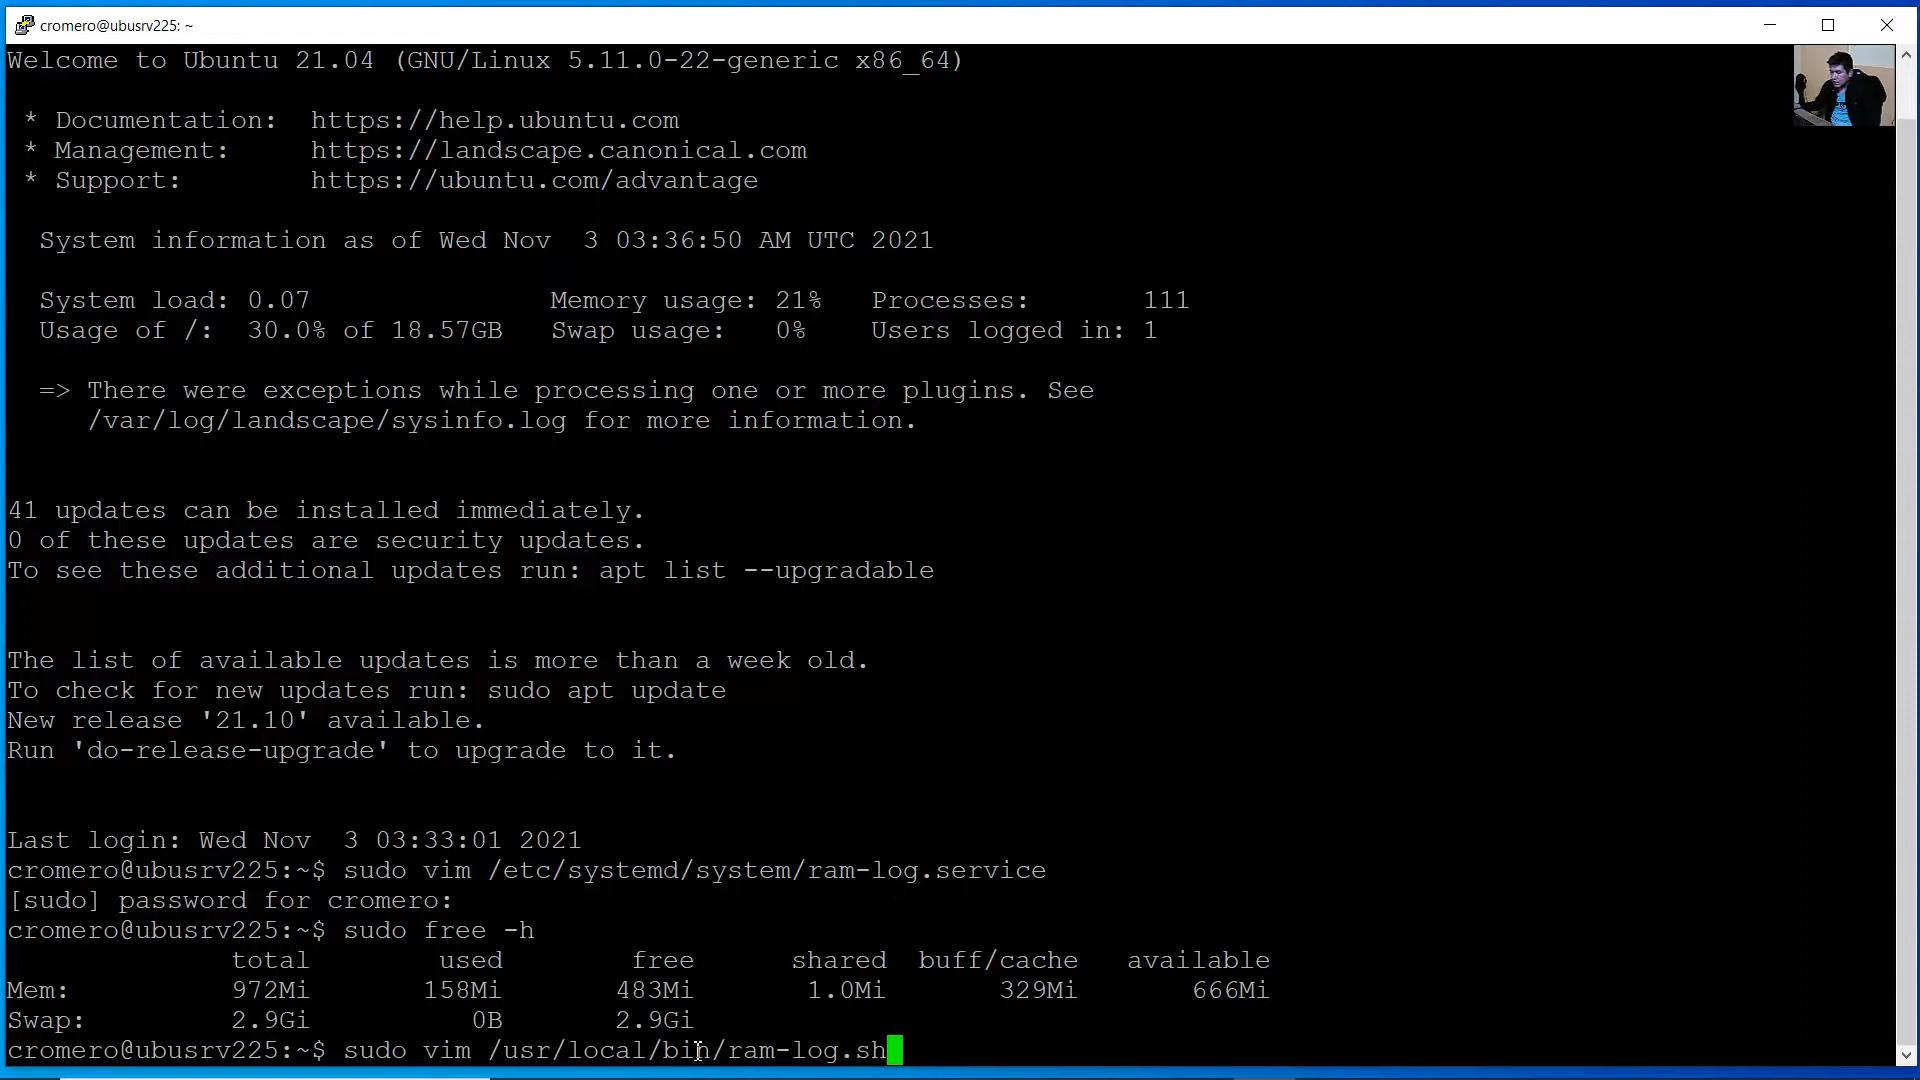 cromero@ubusrv225: ~
Welcome to Ubuntu 21.04 (GNU/Linux 5.11.0-22-generic x86_64)
* Documentation: https://help.ubuntu.com
* Management: https://landscape.canonical.com
* Support: https://ubuntu.com/advantage
System information as of Wed Nov 3 03:36:50 AM UTC 2021
System load: 0.07 Memory usage: 21% Processes: 111
Usage of /: 30.0% of 18.57GB Swap usage: 0% Users logged in: 1
=> There were exceptions while processing one or more plugins. See
/var/log/landscape/sysinfo.log for more information.
41 updates can be installed immediately.
0 of these updates are security updates.
To see these additional updates run: apt list --upgradable
The list of available updates is more than a week old.
To check for new updates run: sudo apt update
New release '21.10' available.
Run 'do-release-upgrade' to upgrade to it.
Last login: Wed Nov 3 03:33:01 2021
cromero@ubusrv225:~$ sudo vim /etc/systemd/system/ram-log.service
[sudo] password for cromero:
cromero@ubusrv225:~$ sudo free -h
total used free shared buff/cache available
Mem: 972Mi 158Mi 483Mi 1.0Mi 329Mi 666Mi
Swap: 2.9Gi 0B 2.9Gi
cromero@ubusrv225:~$ sudo vim /usr/local/bin/ram-log.sh